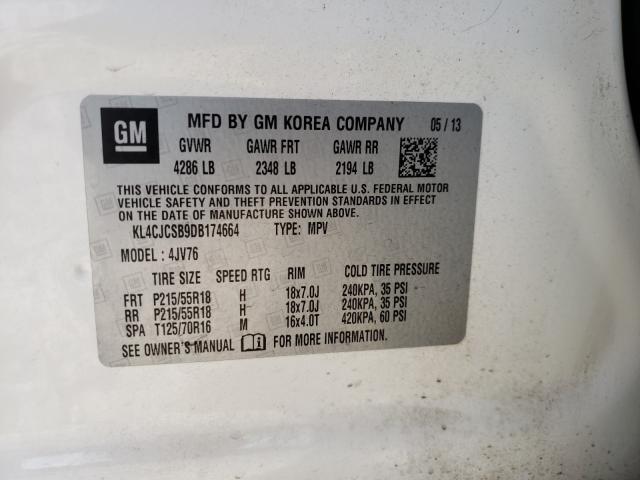 GM MFD BY GM KOREA COMPANY 05 / 13
GVWR GAWR FRT GAWR RR
4286 LB 2348 LB 2194 LB
THIS VEHICLE CONFORMS TO ALL APPLICABLE U.S. FEDERAL MOTOR
VEHICLE SAFETY AND THEFT PREVENTION STANDARDS IN EFFECT
ON THE DATE OF MANUFACTURE SHOWN ABOVE.
KL4CJCSB9DB174664 TYPE: MPV
MODEL : 4JV76
TIRE SIZE SPEED RTG RIM COLD TIRE PRESSURE
FRT P215/55R18 H 18x7.0J 240KPA, 35 PSI
RR P215/55R18 H 18x7.0J 240KPA, 35 PSI
SPA T125/70R16 M 16x4.0T 420KPA, 60 PSI
SEE OWNER'S MANUAL FOR MORE INFORMATION.